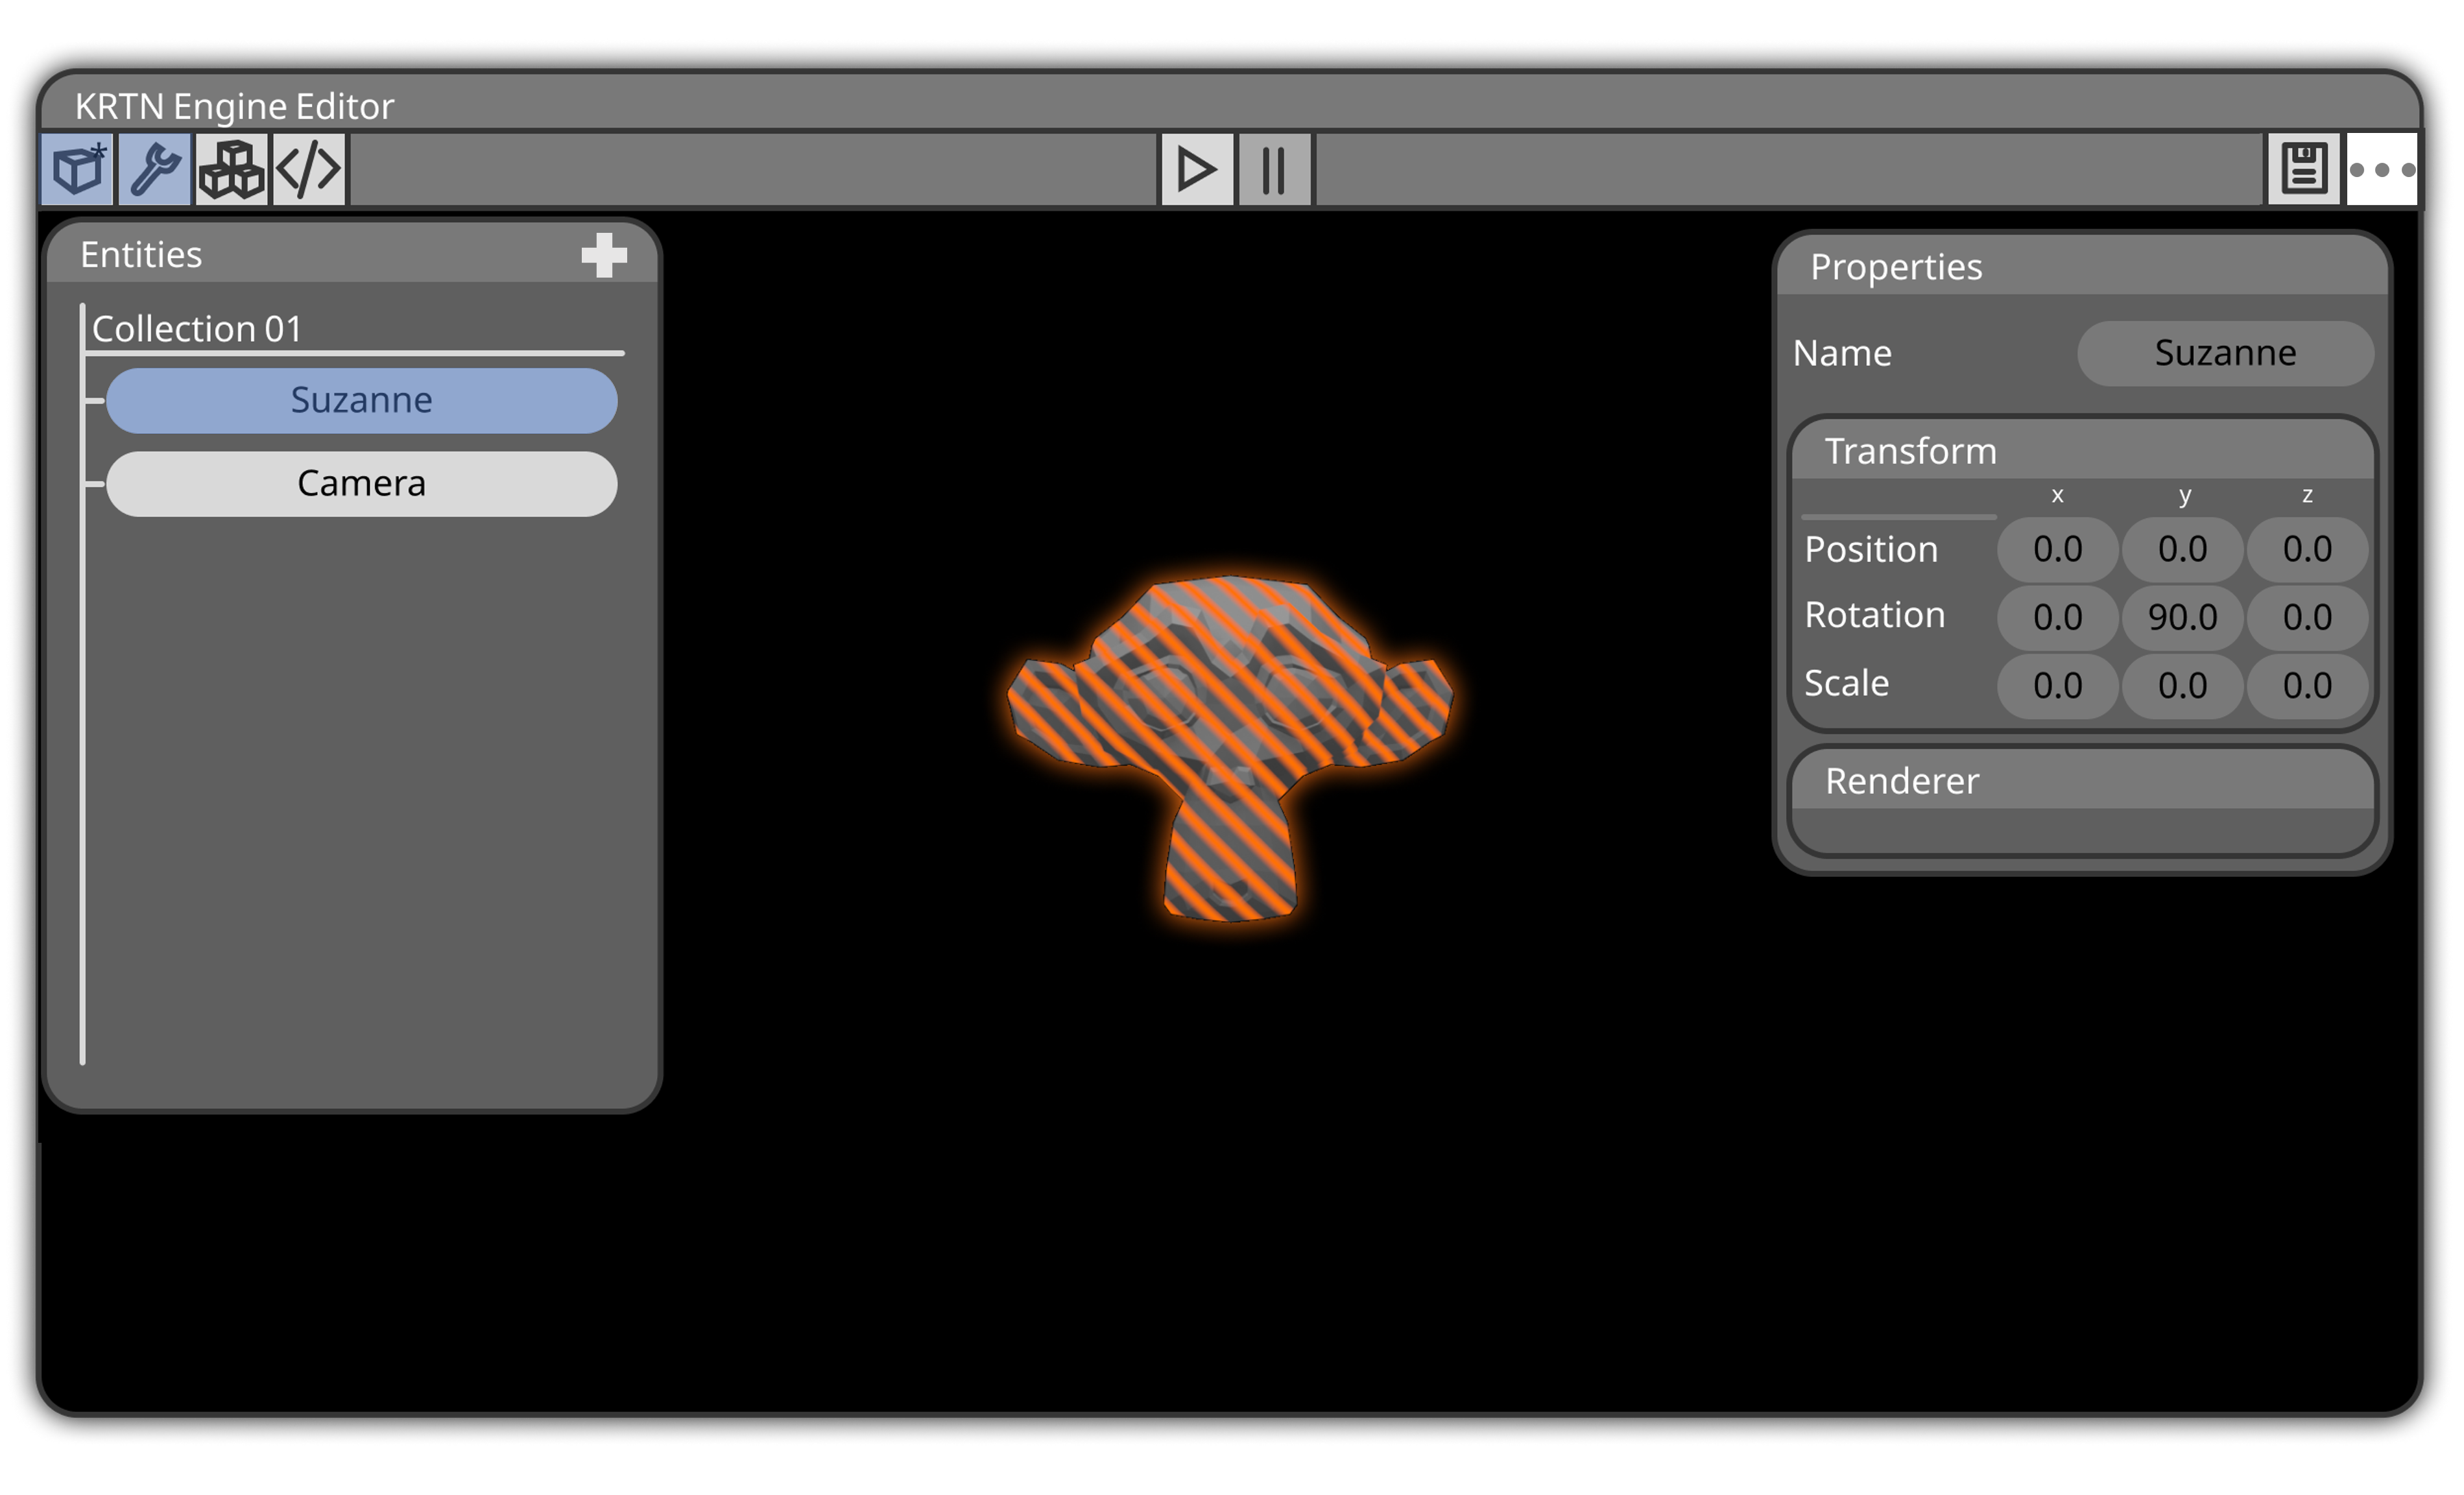 KRTN Engine Editor
Entities
Collection 01
Suzanne
Camera
Properties
Name Suzanne
Transform
x y z
Position 0.0 0.0 0.0
Rotation 0.0 90.0 0.0
Scale 0.0 0.0 0.0
Renderer